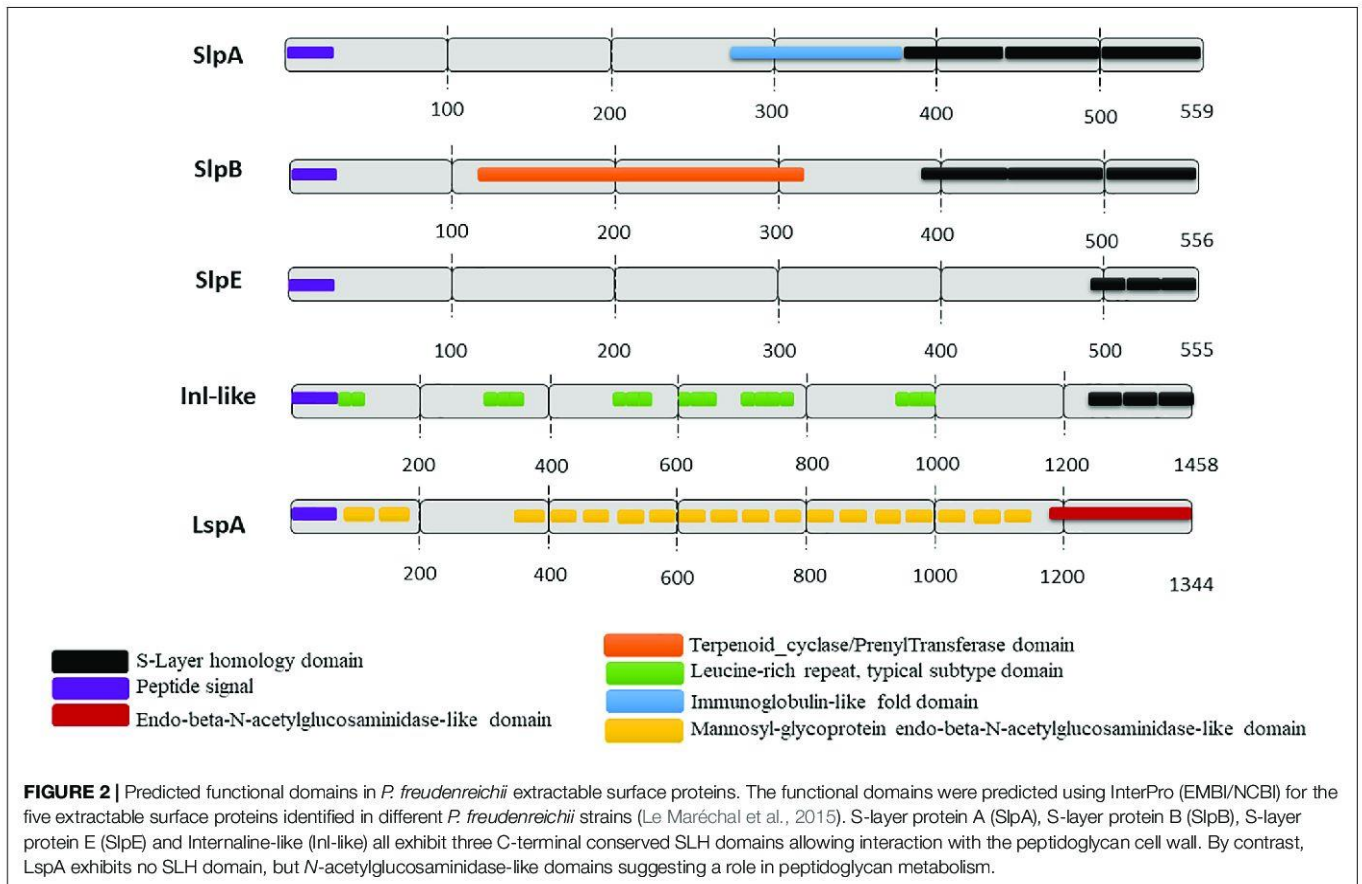 SlpA
100 200 300 400 500 559
SlpB
100 200 300 400 500 556
SlpE
100 200 300 400 500 555
Inl-like
200 400 600 800 1000 1200 1458
LspA
200 400 600 800 1000 1200 1344
S-Layer homology domain
Peptide signal
Endo-beta-N-acetylglucosaminidase-like domain
Terpenoid_cyclase/PrenylTransferase domain
Leucine-rich repeat, typical subtype domain
Immunoglobulin-like fold domain
Mannosyl-glycoprotein endo-beta-N-acetylglucosaminidase-like domain
FIGURE 2 | Predicted functional domains in P. freudenreichii extractable surface proteins. The functional domains were predicted using InterPro (EMBI/NCBI) for the
five extractable surface proteins identified in different P. freudenreichii strains (Le Maréchal et al., 2015). S-layer protein A (SlpA), S-layer protein B (SlpB), S-layer
protein E (SlpE) and Internaline-like (Inl-like) all exhibit three C-terminal conserved SLH domains allowing interaction with the peptidoglycan cell wall. By contrast,
LspA exhibits no SLH domain, but N-acetylglucosaminidase-like domains suggesting a role in peptidoglycan metabolism.